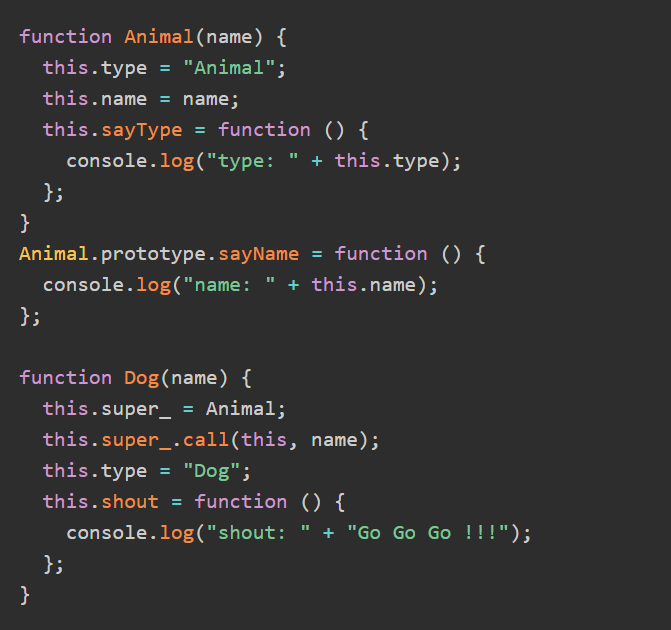 function Animal(name) {
  this.type = "Animal";
  this.name = name;
  this.sayType = function () {
    console.log("type: " + this.type);
  };
}
Animal.prototype.sayName = function () {
  console.log("name: " + this.name);
};

function Dog(name) {
  this.super_ = Animal;
  this.super_.call(this, name);
  this.type = "Dog";
  this.shout = function () {
    console.log("shout: " + "Go Go Go !!!");
  };
}